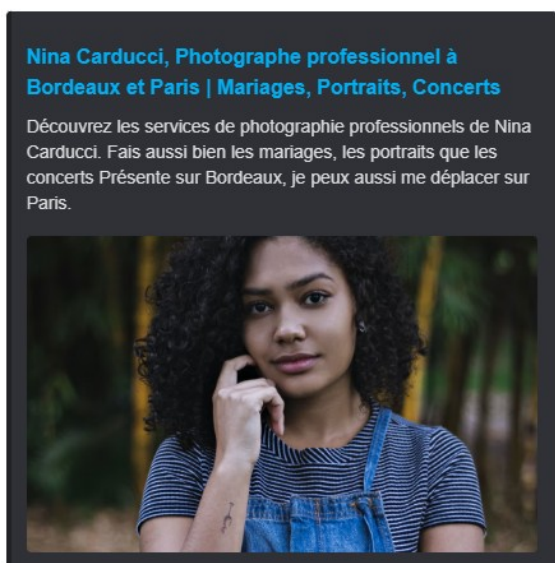 Nina Carducci, Photographe professionnel à
Bordeaux et Paris | Mariages, Portraits, Concerts
Découvrez les services de photographie professionnels de Nina
Carducci. Fais aussi bien les mariages, les portraits que les
concerts Présente sur Bordeaux, je peux aussi me déplacer sur
Paris.